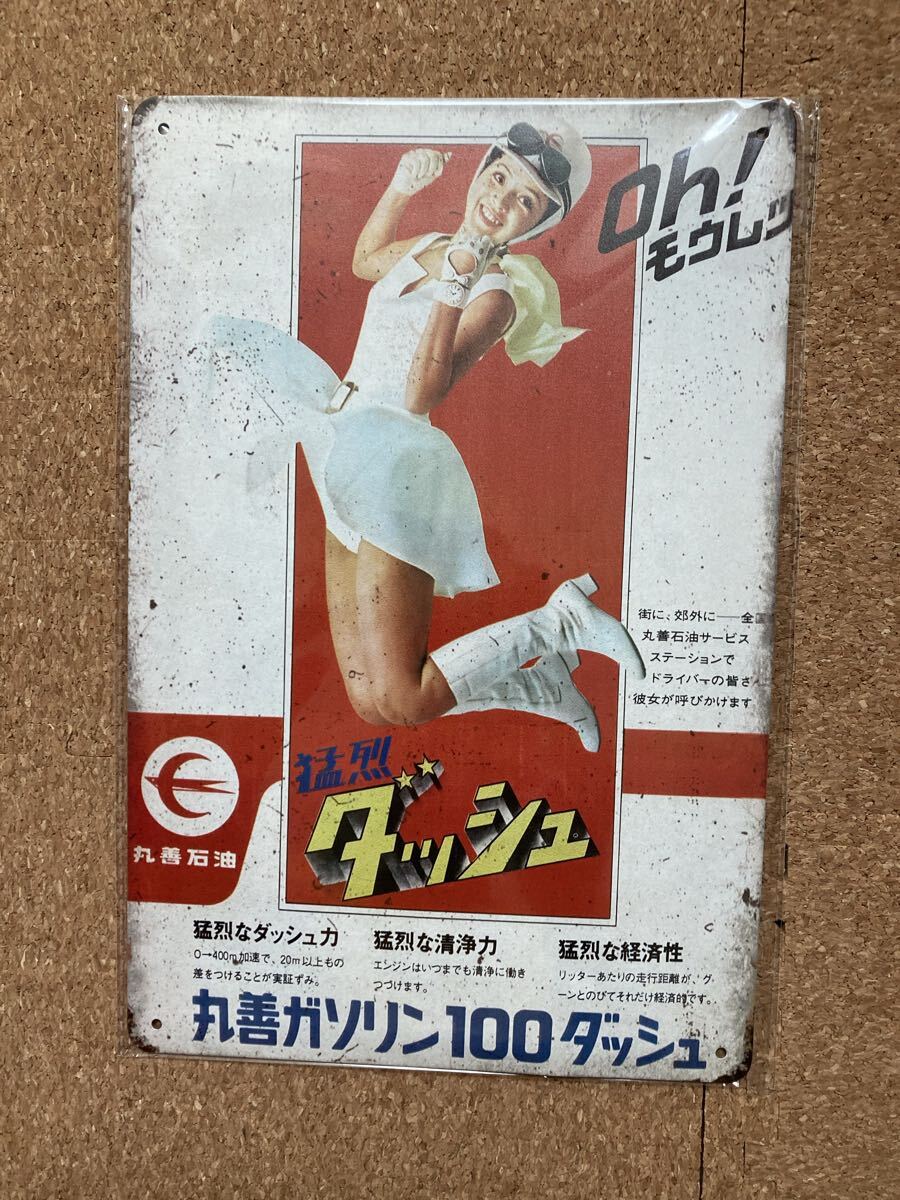 Oh!
モウレツ
街に、郊外に──全国
丸善石油サービス
ステーションで
ドライバーの皆さ
彼女が呼びかけます
猛烈
ダッシュ
丸善石油
猛烈なダッシュ力
0→400m加速で、20m以上もの
差をつけることが実証ずみ。
猛烈な清浄力
エンジンはいつまでも清浄に働き
つづけます。
猛烈な経済性
リッターあたりの走行距離が、グ
ーンとのびてそれだけ経済的です。
丸善ガソリン100ダッシュ